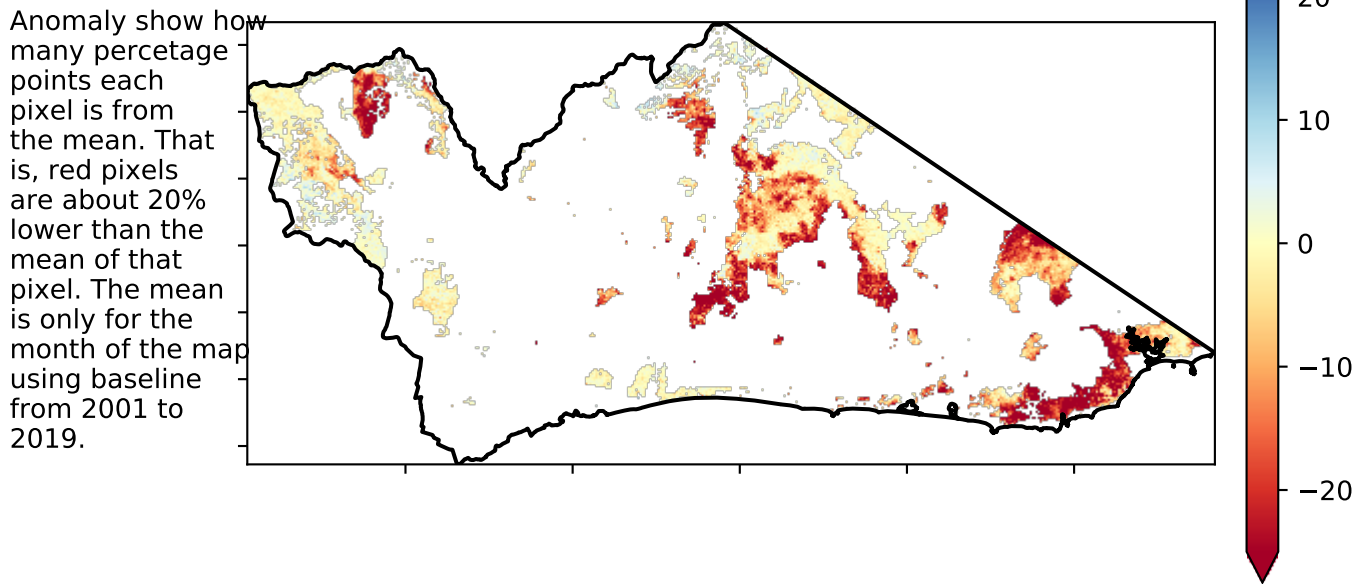 Anomaly show how
many percetage
points each
pixel is from
the mean. That
is, red pixels
are about 20%
lower than the
mean of that
pixel. The mean
is only for the
month of the map
using baseline
from 2001 to
2019.
20
10
0
−10
−20